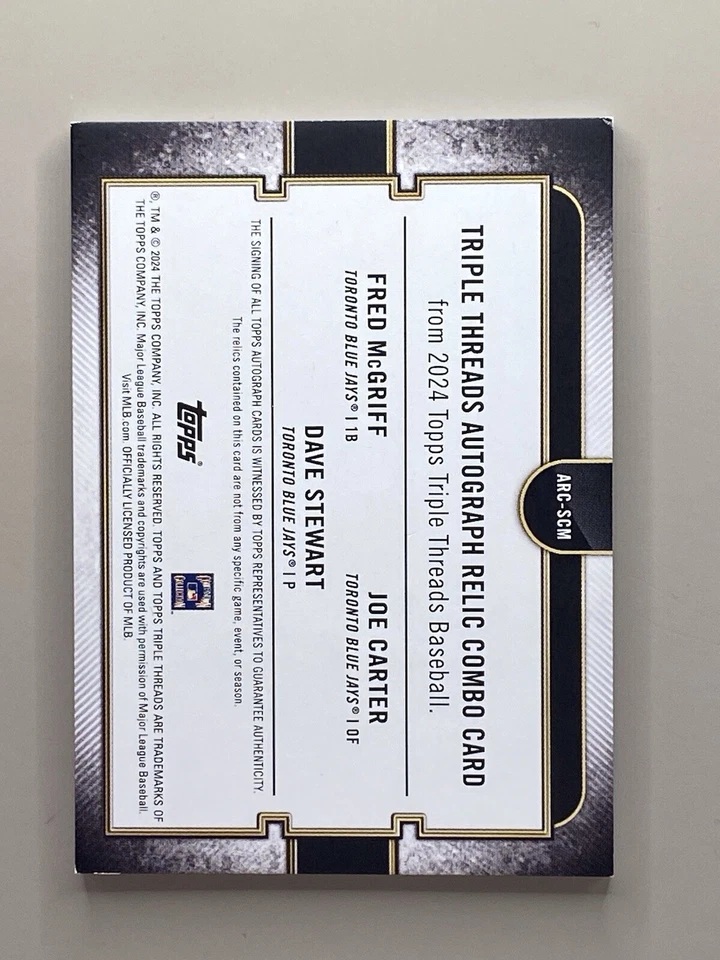 ARC-SCM
TRIPLE THREADS AUTOGRAPH RELIC COMBO CARD
from 2024 Topps Triple Threads Baseball.
FRED McGRIFF
TORONTO BLUE JAYS® | 1B
JOE CARTER
TORONTO BLUE JAYS® | OF
DAVE STEWART
TORONTO BLUE JAYS® | P
THE SIGNING OF ALL TOPPS AUTOGRAPH CARDS IS WITNESSED BY TOPPS REPRESENTATIVES TO GUARANTEE AUTHENTICITY.
The relics contained on this card are not from any specific game, event, or season.
topps®
COOPERSTOWN COLLECTION
®, TM & © 2024 THE TOPPS COMPANY, INC. ALL RIGHTS RESERVED. TOPPS AND TOPPS TRIPLE THREADS ARE TRADEMARKS OF
THE TOPPS COMPANY, INC. Major League Baseball trademarks and copyrights are used with permission of Major League Baseball.
Visit MLB.com. OFFICIALLY LICENSED PRODUCT OF MLB.